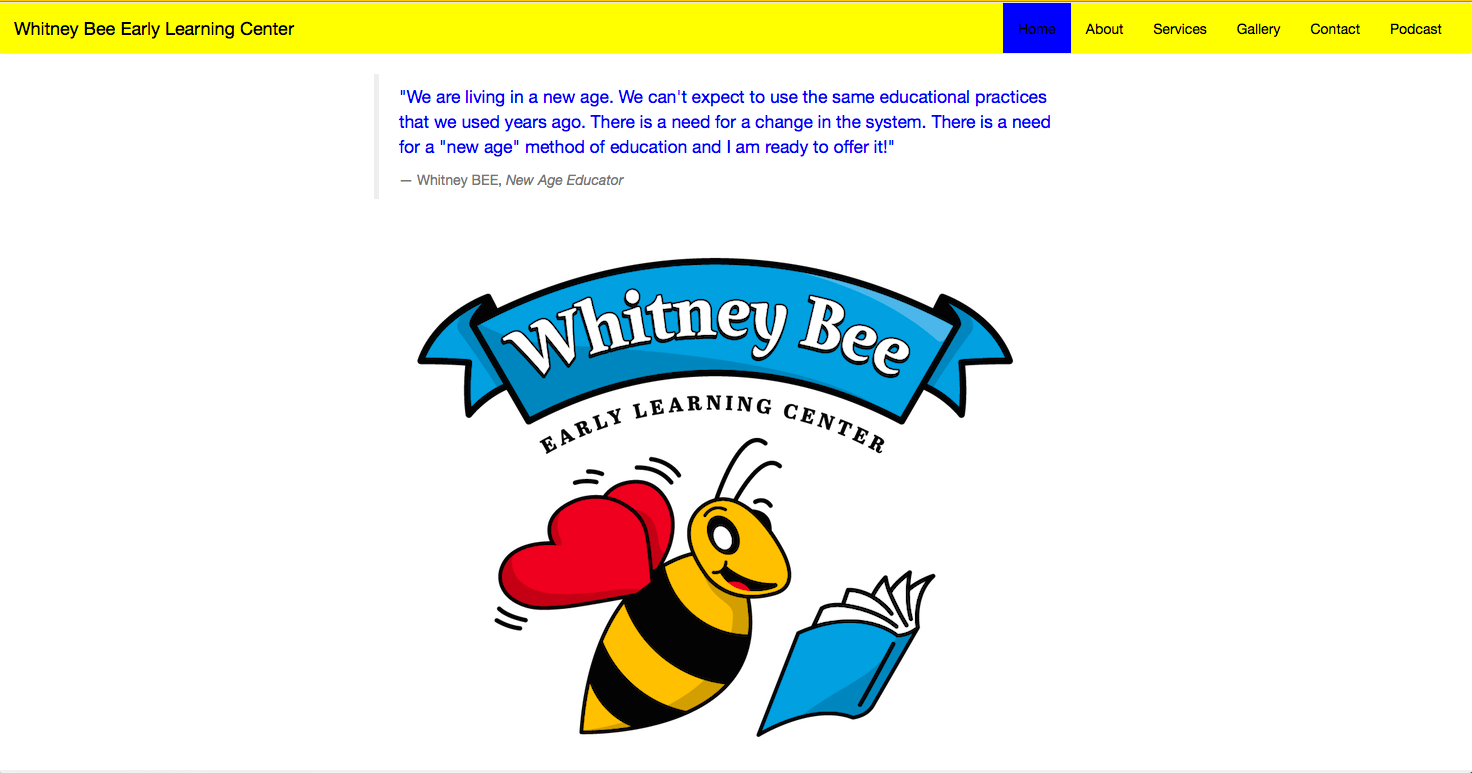 Whitney Bee Early Learning Center
Home About Services Gallery Contact Podcast
"We are living in a new age. We can't expect to use the same educational practices
that we used years ago. There is a need for a change in the system. There is a need
for a "new age" method of education and I am ready to offer it!"
— Whitney BEE, New Age Educator
Whitney Bee
EARLY LEARNING CENTER